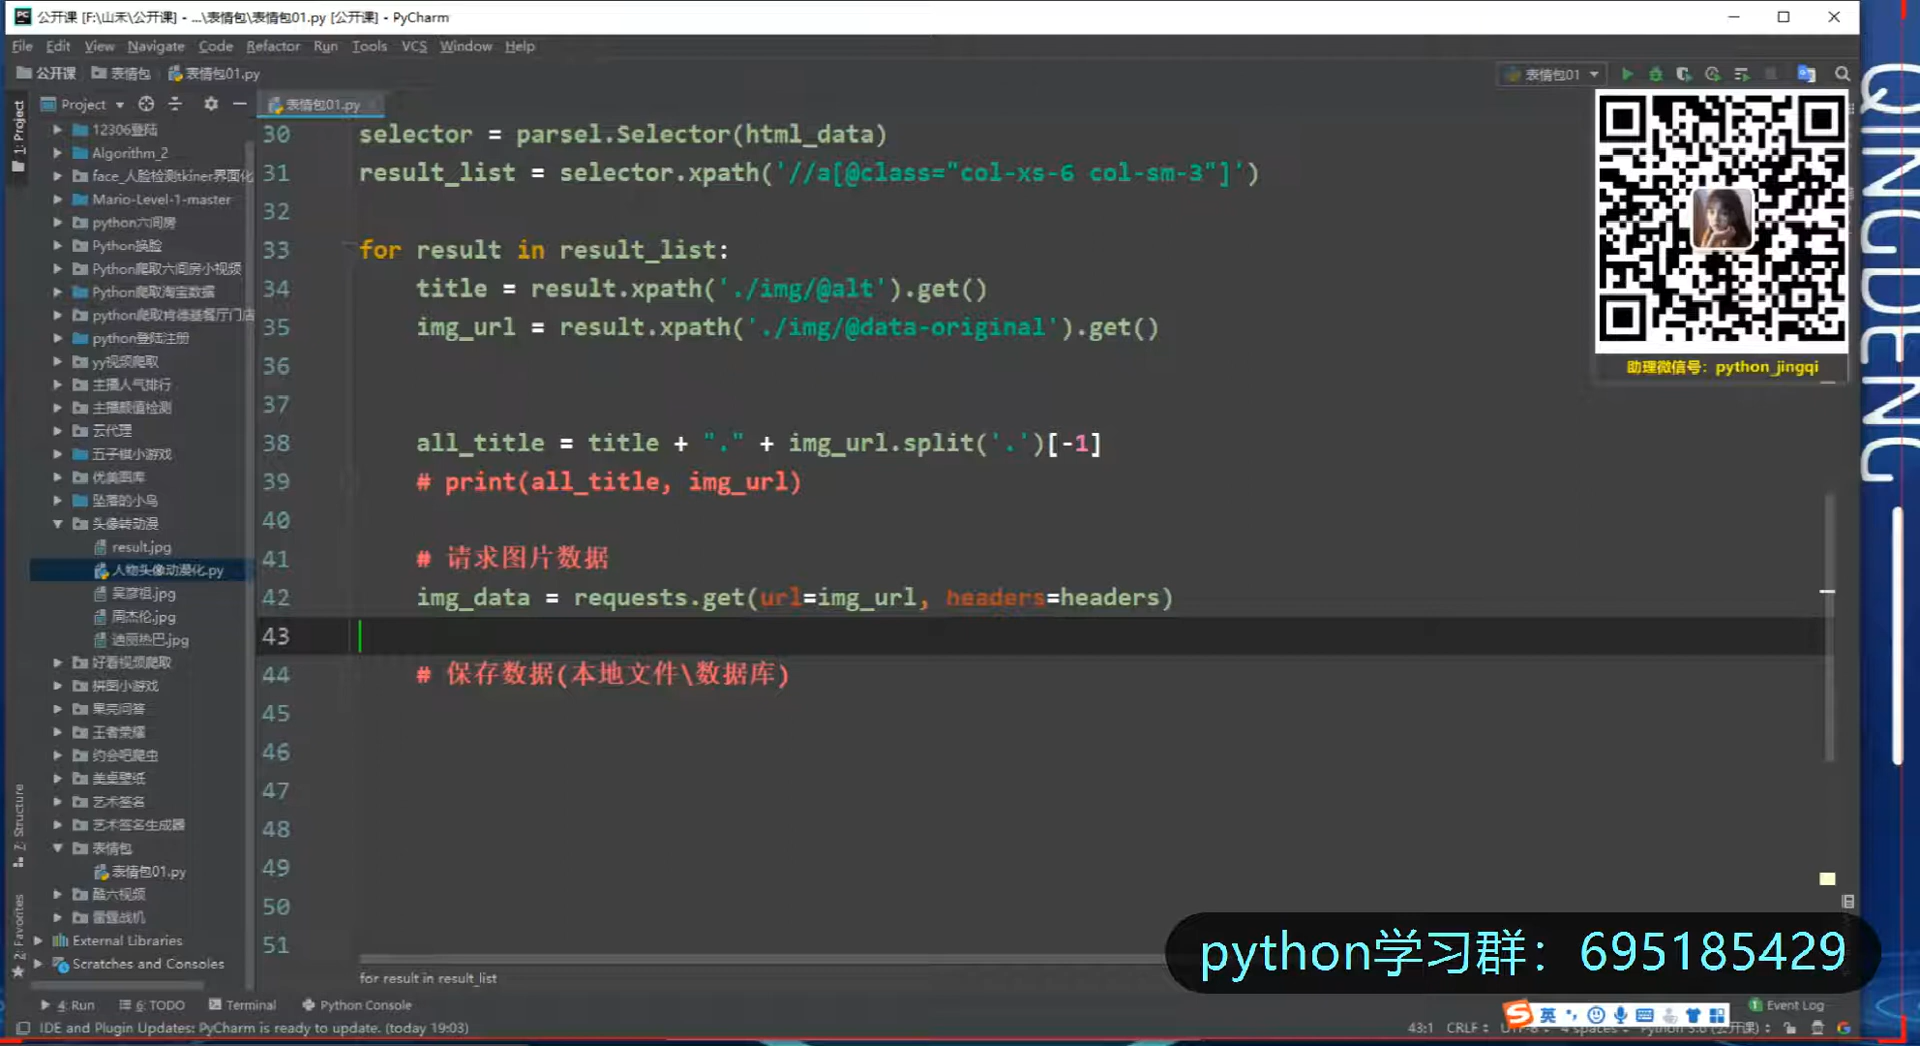 公开课 [F:\山禾\公开课] - ...\表情包\表情包01.py [公开课] - PyCharm
File Edit View Navigate Code Refactor Run Tools VCS Window Help
公开课 表情包 表情包01.py
表情包01
1: Project
Project
表情包01.py
12306登陆
Algorithm_2
face_人脸检测tkiner界面化
Mario-Level-1-master
python六间房
Python换脸
Python爬取六间房小视频
Python爬取淘宝数据
python爬取肯德基餐厅门店
python登陆注册
yy视频爬取
主播人气排行
主播颜值检测
云代理
五子棋小游戏
优美图库
坠落的小鸟
头像转动漫
result.jpg
人物头像动漫化.py
吴彦祖.jpg
周杰伦.jpg
迪丽热巴.jpg
好看视频爬取
拼图小游戏
果壳问答
王者荣耀
约会吧爬虫
美桌壁纸
艺术签名
艺术签名生成器
表情包
表情包01.py
酷六视频
雷霆战机
External Libraries
Scratches and Consoles
7: Structure
2: Favorites
30 selector = parsel.Selector(html_data)
31 result_list = selector.xpath('//a[@class="col-xs-6 col-sm-3"]')
32
33 for result in result_list:
34 title = result.xpath('./img/@alt').get()
35 img_url = result.xpath('./img/@data-original').get()
36
37
38 all_title = title + "." + img_url.split('.')[-1]
39 # print(all_title, img_url)
40
41 # 请求图片数据
42 img_data = requests.get(url=img_url, headers=headers)
43
44 # 保存数据(本地文件\数据库)
45
46
47
48
49
50
51
for result in result_list
助理微信号：python_jingqi
QINGDENG
python学习群：695185429
4: Run 6: TODO Terminal Python Console
英
Event Log
IDE and Plugin Updates: PyCharm is ready to update. (today 19:03)
43:1 CRLF